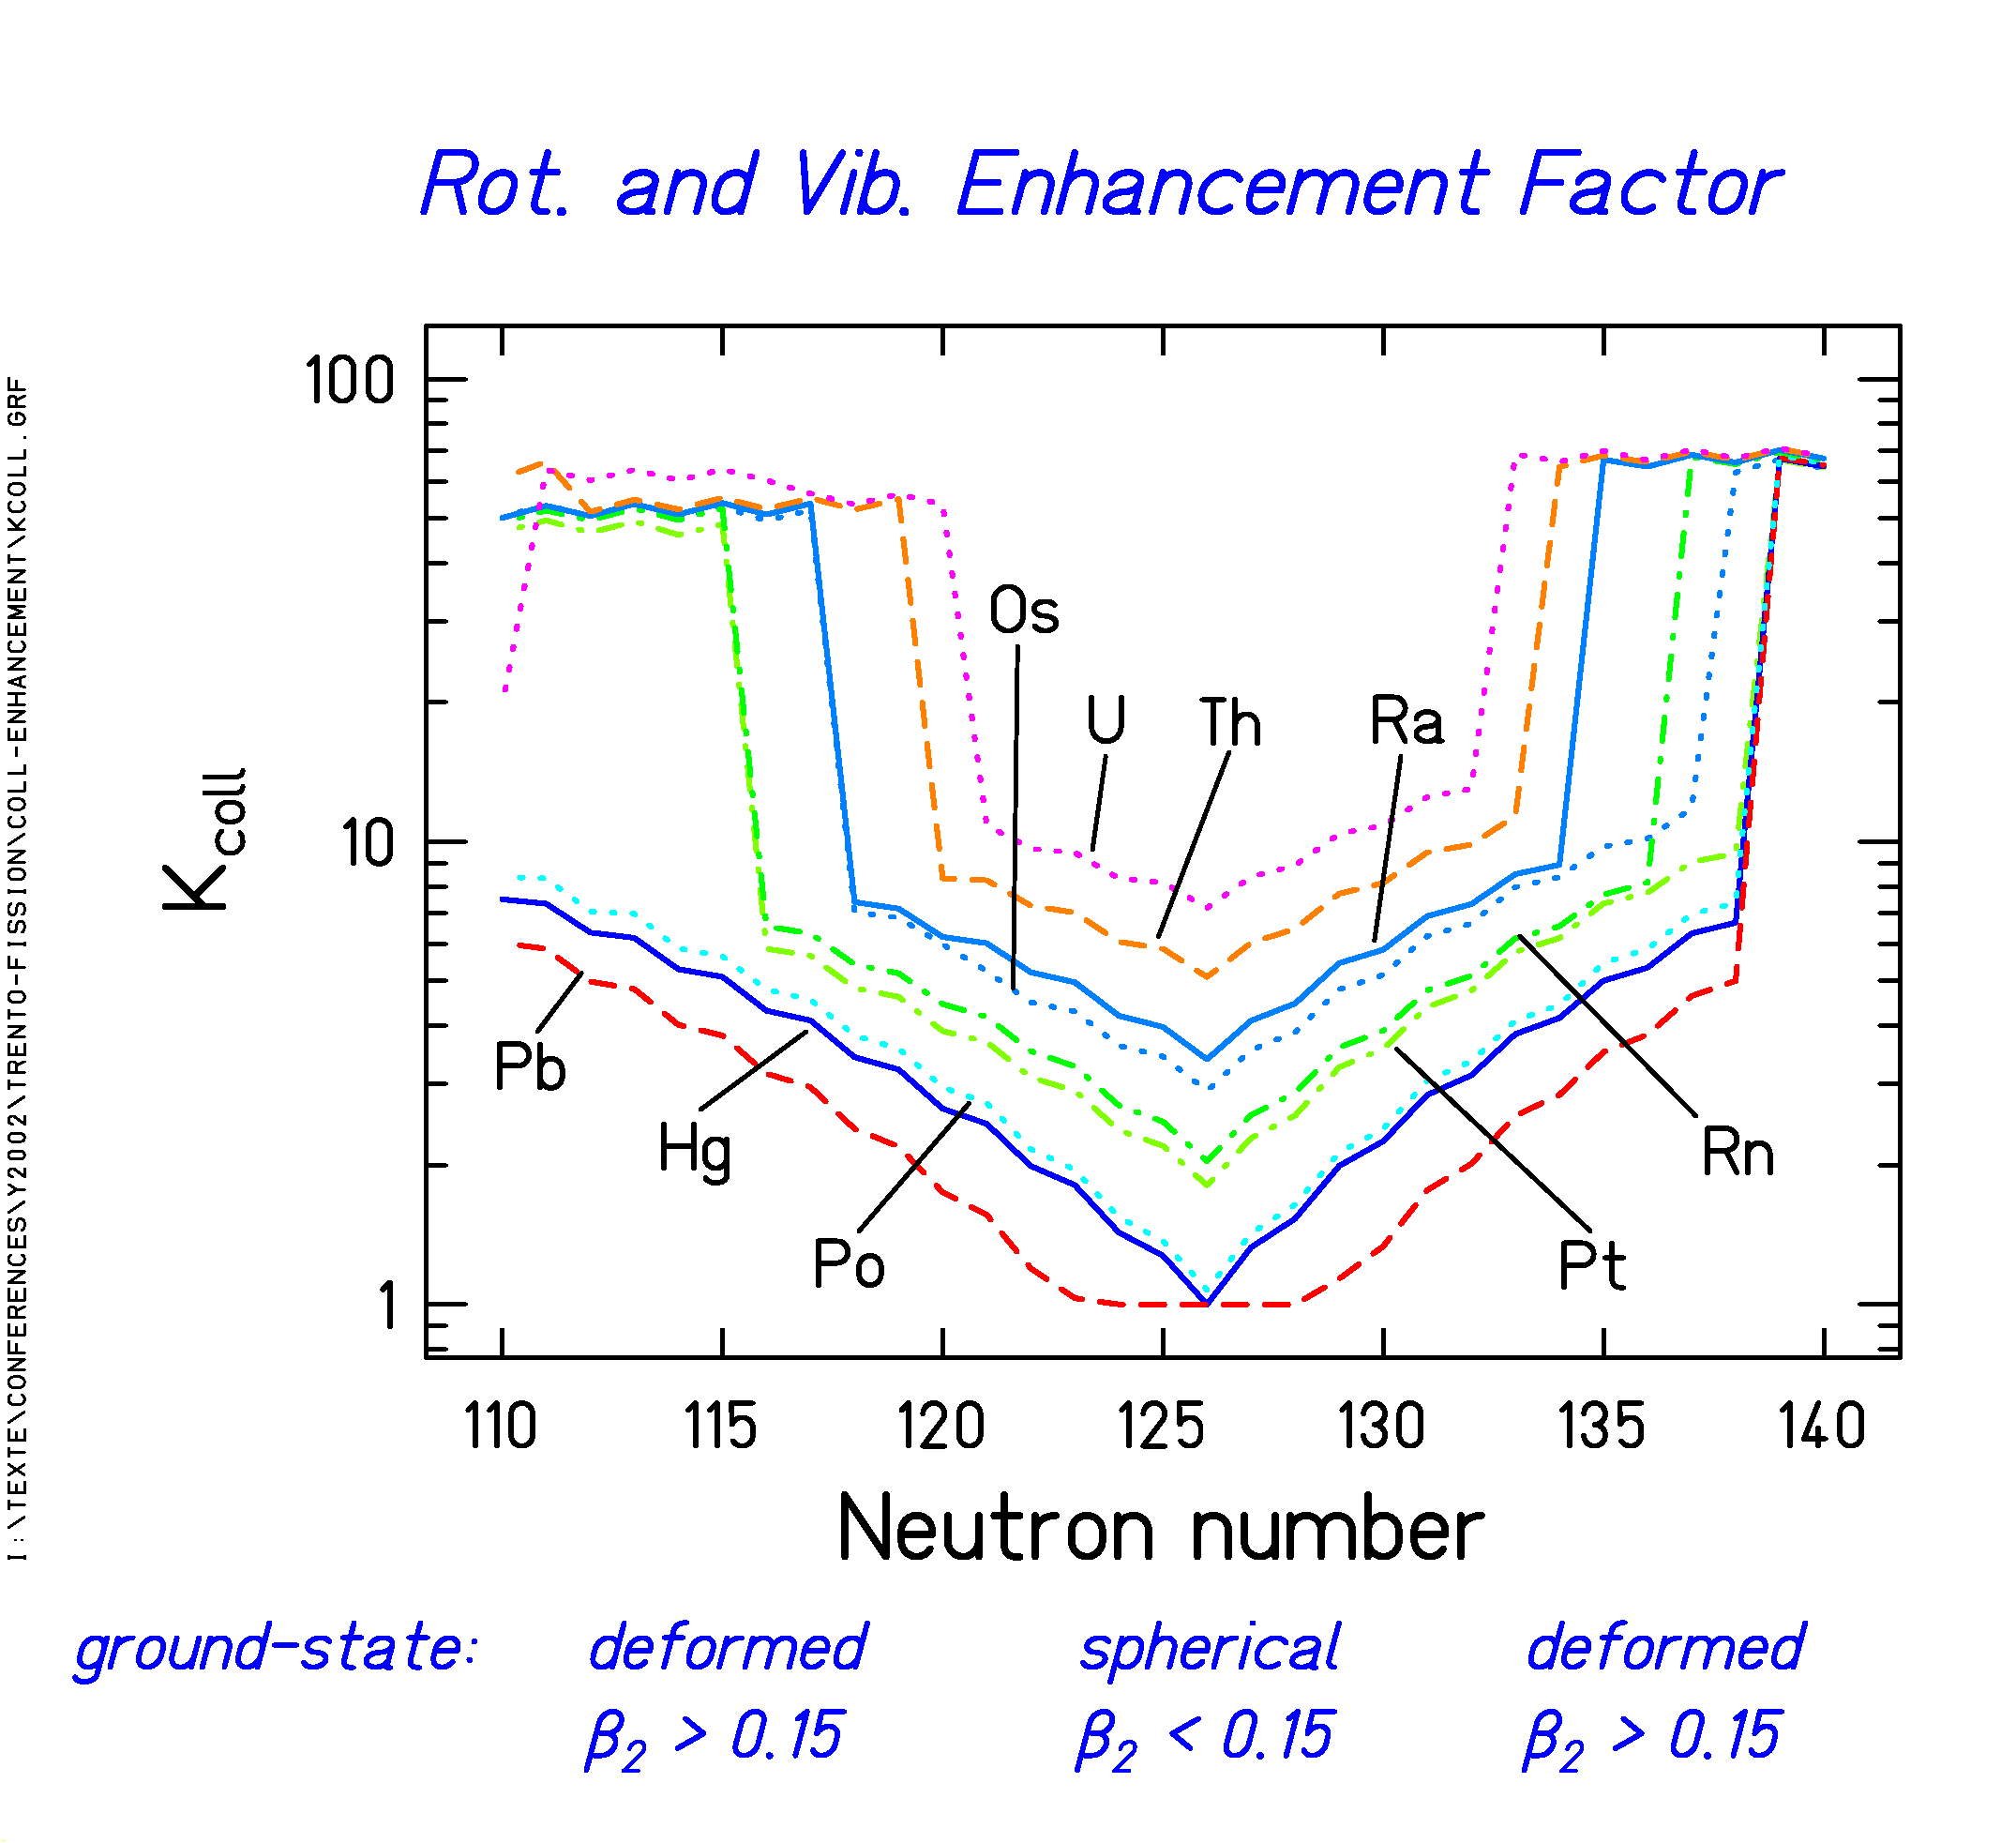 Rot. and Vib. Enhancement Factor
I:\TEXTE\CONFERENCES\Y2002\TRENTO-FISSION\COLL-ENHANCEMENT\KCOLL.GRF
Kcoll
100
10
1
Os
U Th Ra
Pb
Hg
Po
Rn
Pt
110 115 120 125 130 135 140
Neutron number
ground-state: deformed spherical deformed
β2 > 0.15 β2 < 0.15 β2 > 0.15